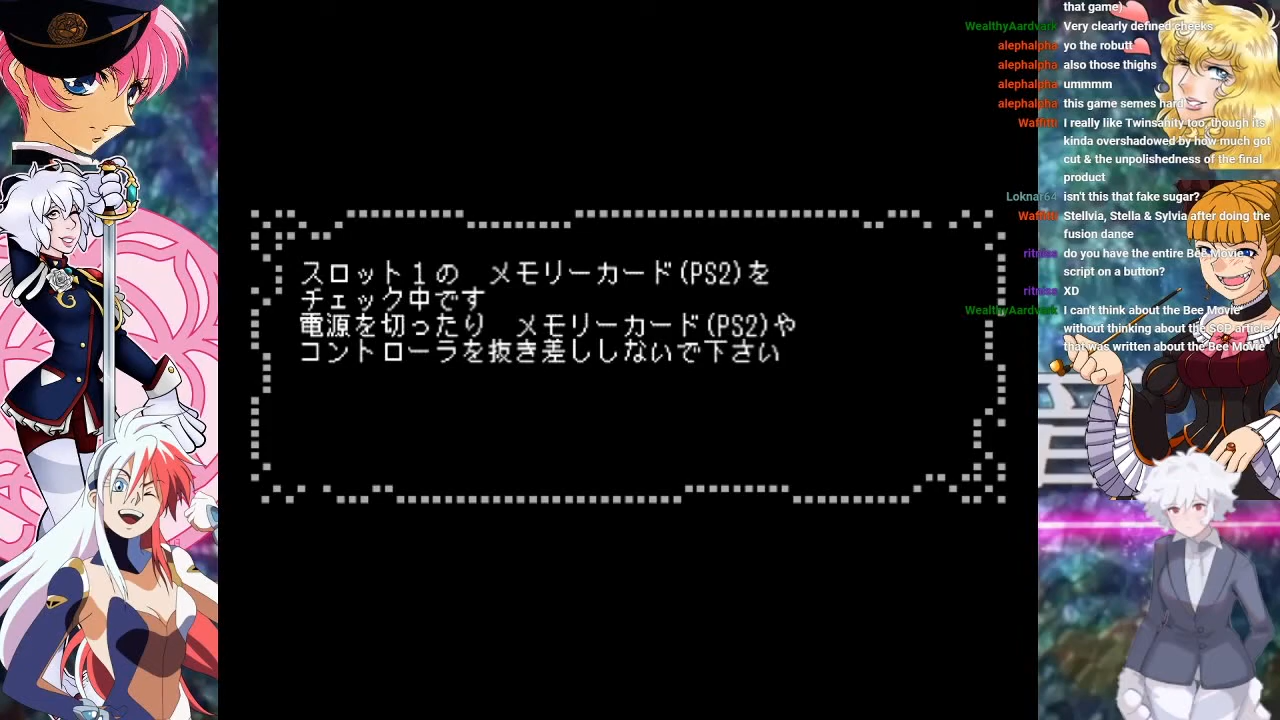 スロット１の　メモリーカード(PS2)を
チェック中です
電源を切ったり　メモリーカード(PS2)や
コントローラを抜き差ししないで下さい
that game)
WealthyAardvark Very clearly defined cheeks
alephalpha yo the robutt
alephalpha also those thighs
alephalpha ummmm
alephalpha this game semes hard
Waffitti I really like Twinsanity too, though its
kinda overshadowed by how much got
cut & the unpolishedness of the final
product
Loknar64 isn't this that fake sugar?
Waffitti Stellvia, Stella & Sylvia after doing the
fusion dance
ritniss do you have the entire Bee Movie
script on a button?
ritniss XD
WealthyAardvark I can't think about the Bee Movie
without thinking about the SCP article
that was written about the Bee Movie
音